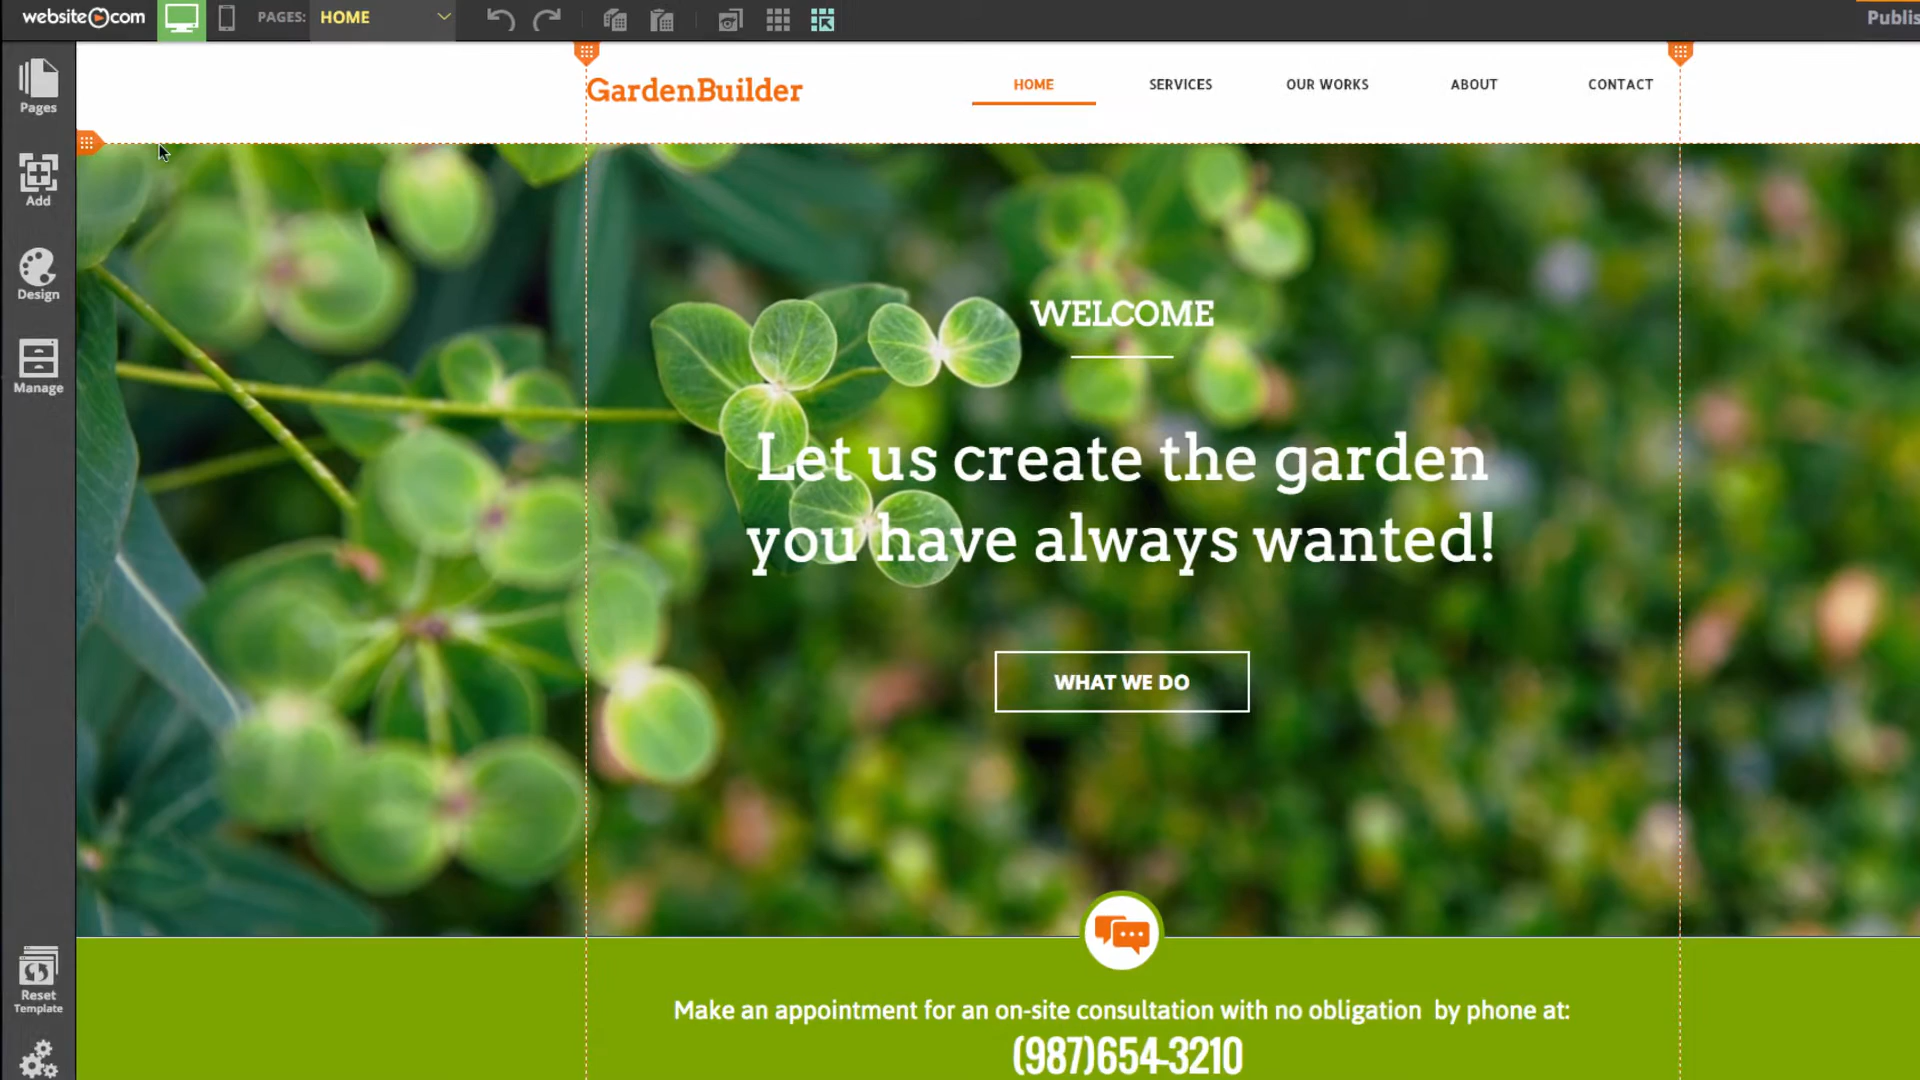 website.com
PAGES: HOME
Publis
Pages
Add
Design
Manage
Reset
Template
GardenBuilder
HOME SERVICES OUR WORKS ABOUT CONTACT
WELCOME
Let us create the garden
you have always wanted!
WHAT WE DO
Make an appointment for an on-site consultation with no obligation by phone at:
(987)654-3210